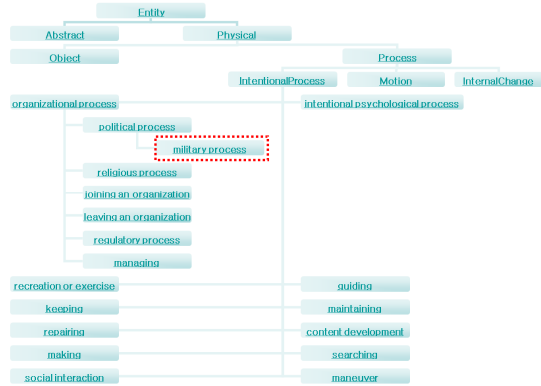 Entity
Abstract
Physical
Object
Process
IntentionalProcess
Motion
InternalChange
organizational process
intentional psychological process
political process
military process
religious process
joining an organization
leaving an organization
regulatory process
managing
recreation or exercise
guiding
keeping
maintaining
repairing
content development
making
searching
social interaction
maneuver